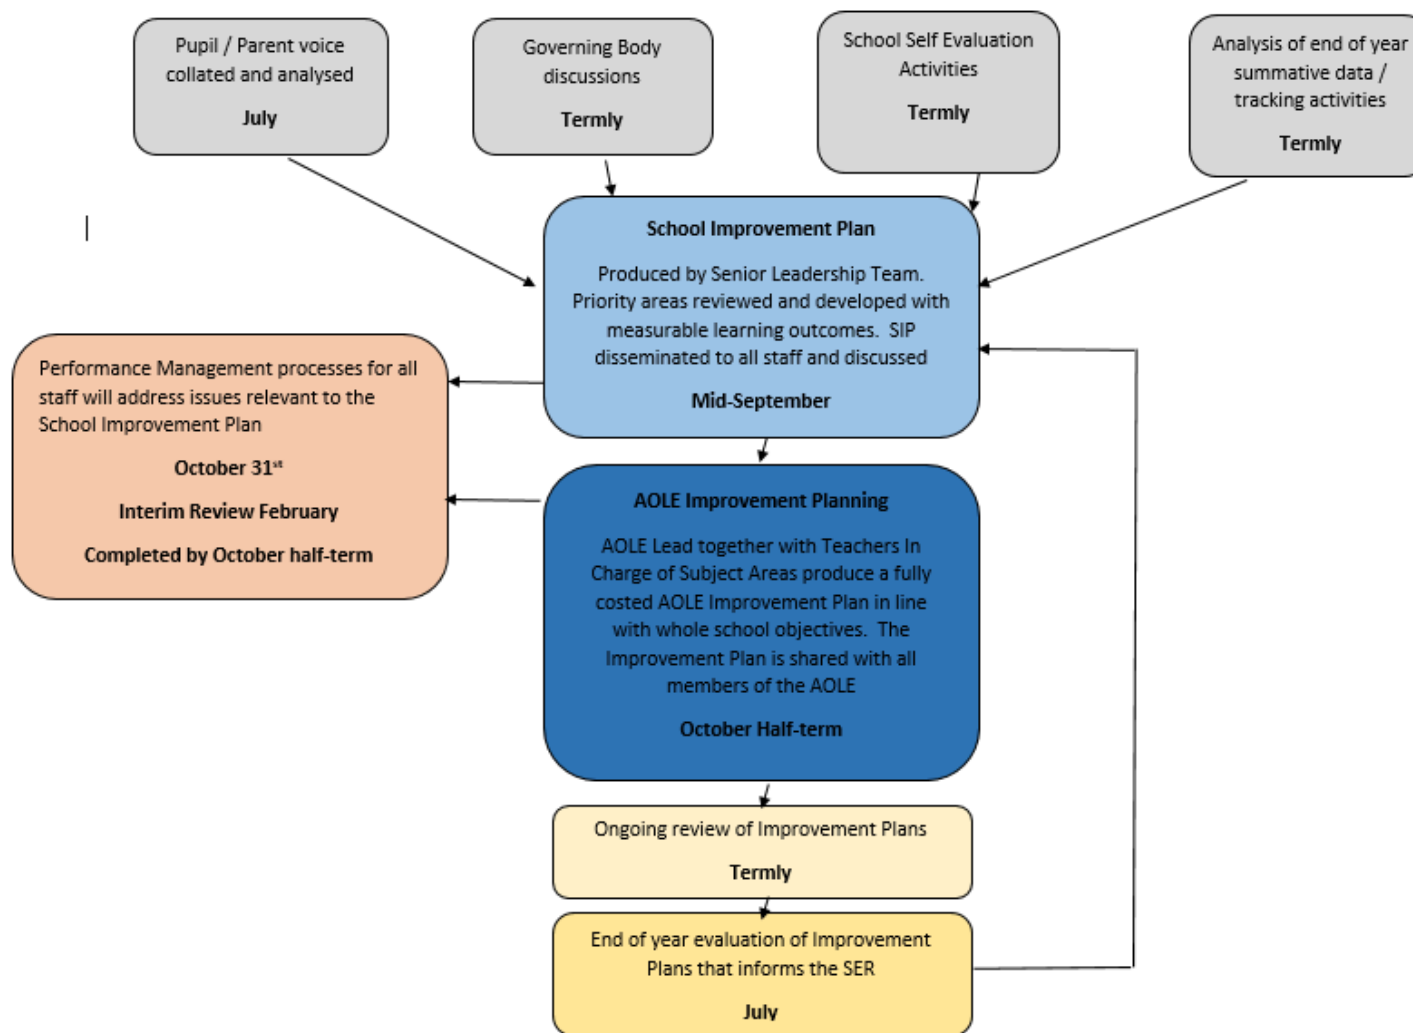 Pupil / Parent voice
collated and analysed
July
Governing Body
discussions
Termly
School Self Evaluation
Activities
Termly
Analysis of end of year
summative data /
tracking activities
Termly
School Improvement Plan
Produced by Senior Leadership Team.
Priority areas reviewed and developed with
measurable learning outcomes.  SIP
disseminated to all staff and discussed
Mid-September
Performance Management processes for all
staff will address issues relevant to the
School Improvement Plan
October 31st
Interim Review February
Completed by October half-term
AOLE Improvement Planning
AOLE Lead together with Teachers In
Charge of Subject Areas produce a fully
costed AOLE Improvement Plan in line
with whole school objectives.  The
Improvement Plan is shared with all
members of the AOLE
October Half-term
Ongoing review of Improvement Plans
Termly
End of year evaluation of Improvement
Plans that informs the SER
July